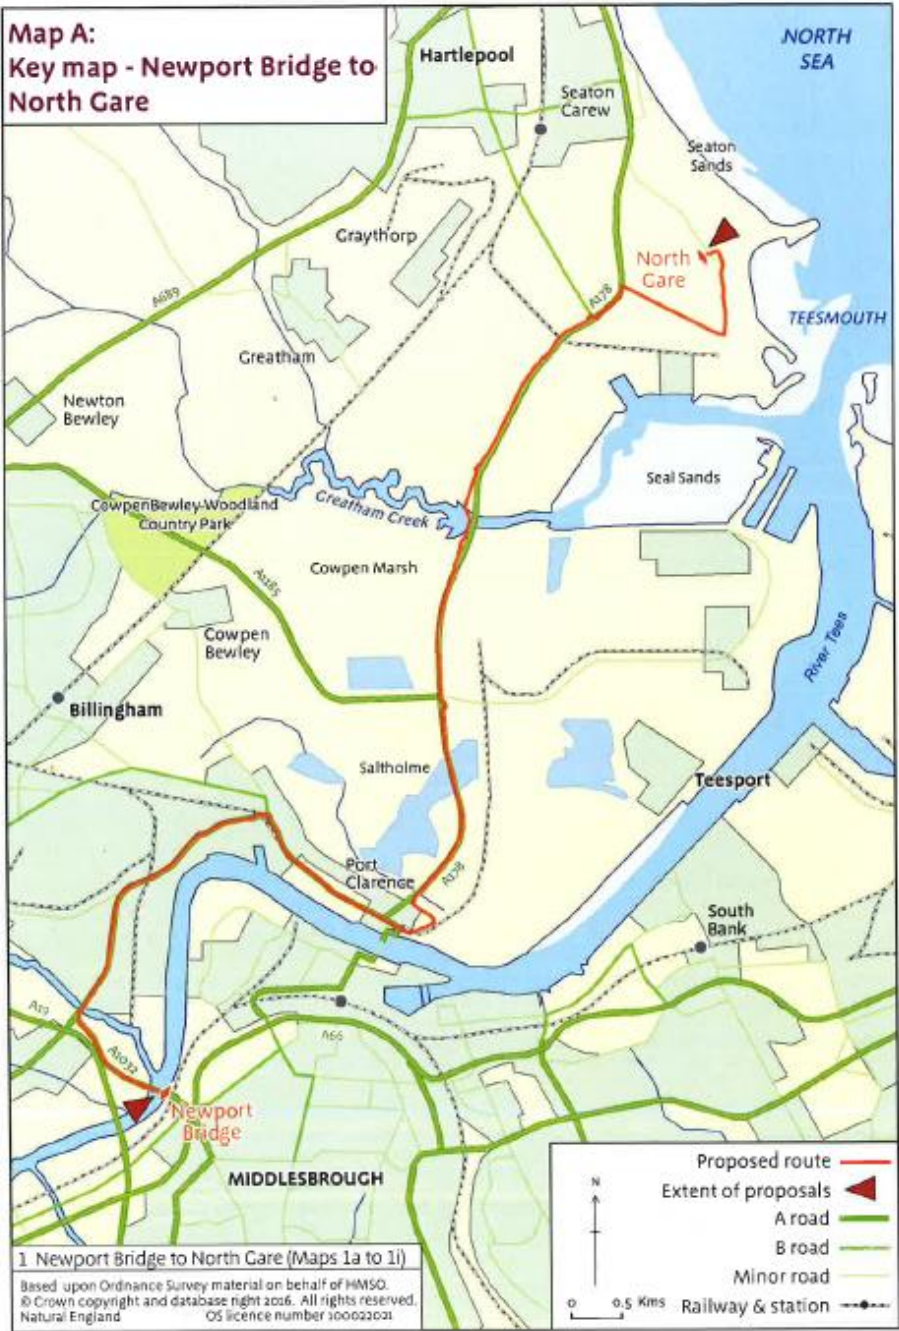 Map A:
Key map - Newport Bridge to
North Gare
Hartlepool
NORTH
SEA
Seaton
Carew
Seaton
Sands
Graythorp
North
Gare
A689
A178
TEESMOUTH
Greatham
Newton
Bewley
Seal Sands
CowpenBewley Woodland
Country Park
Greatham Creek
Cowpen Marsh
A1185
Cowpen
Bewley
River Tees
Billingham
Saltholme
Teesport
Port
Clarence
A178
South
Bank
A19
A1032
A66
Newport
Bridge
MIDDLESBROUGH
Proposed route
Extent of proposals
A road
B road
Minor road
Railway & station
N
0 0.5 Kms
1 Newport Bridge to North Gare (Maps 1a to 1i)
Based upon Ordnance Survey material on behalf of HMSO.
© Crown copyright and database right 2016. All rights reserved.
Natural England OS licence number 100022021